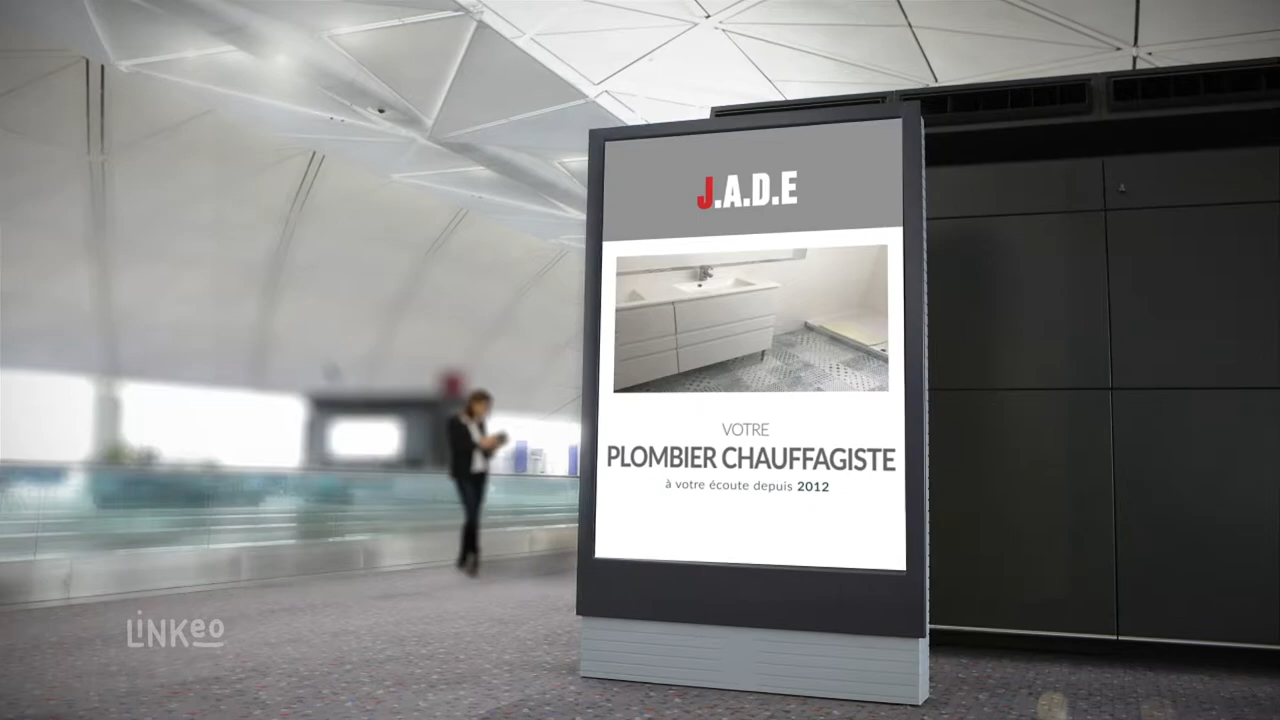 J.A.D.E
VOTRE
PLOMBIER CHAUFFAGISTE
à votre écoute depuis 2012
LINKeo